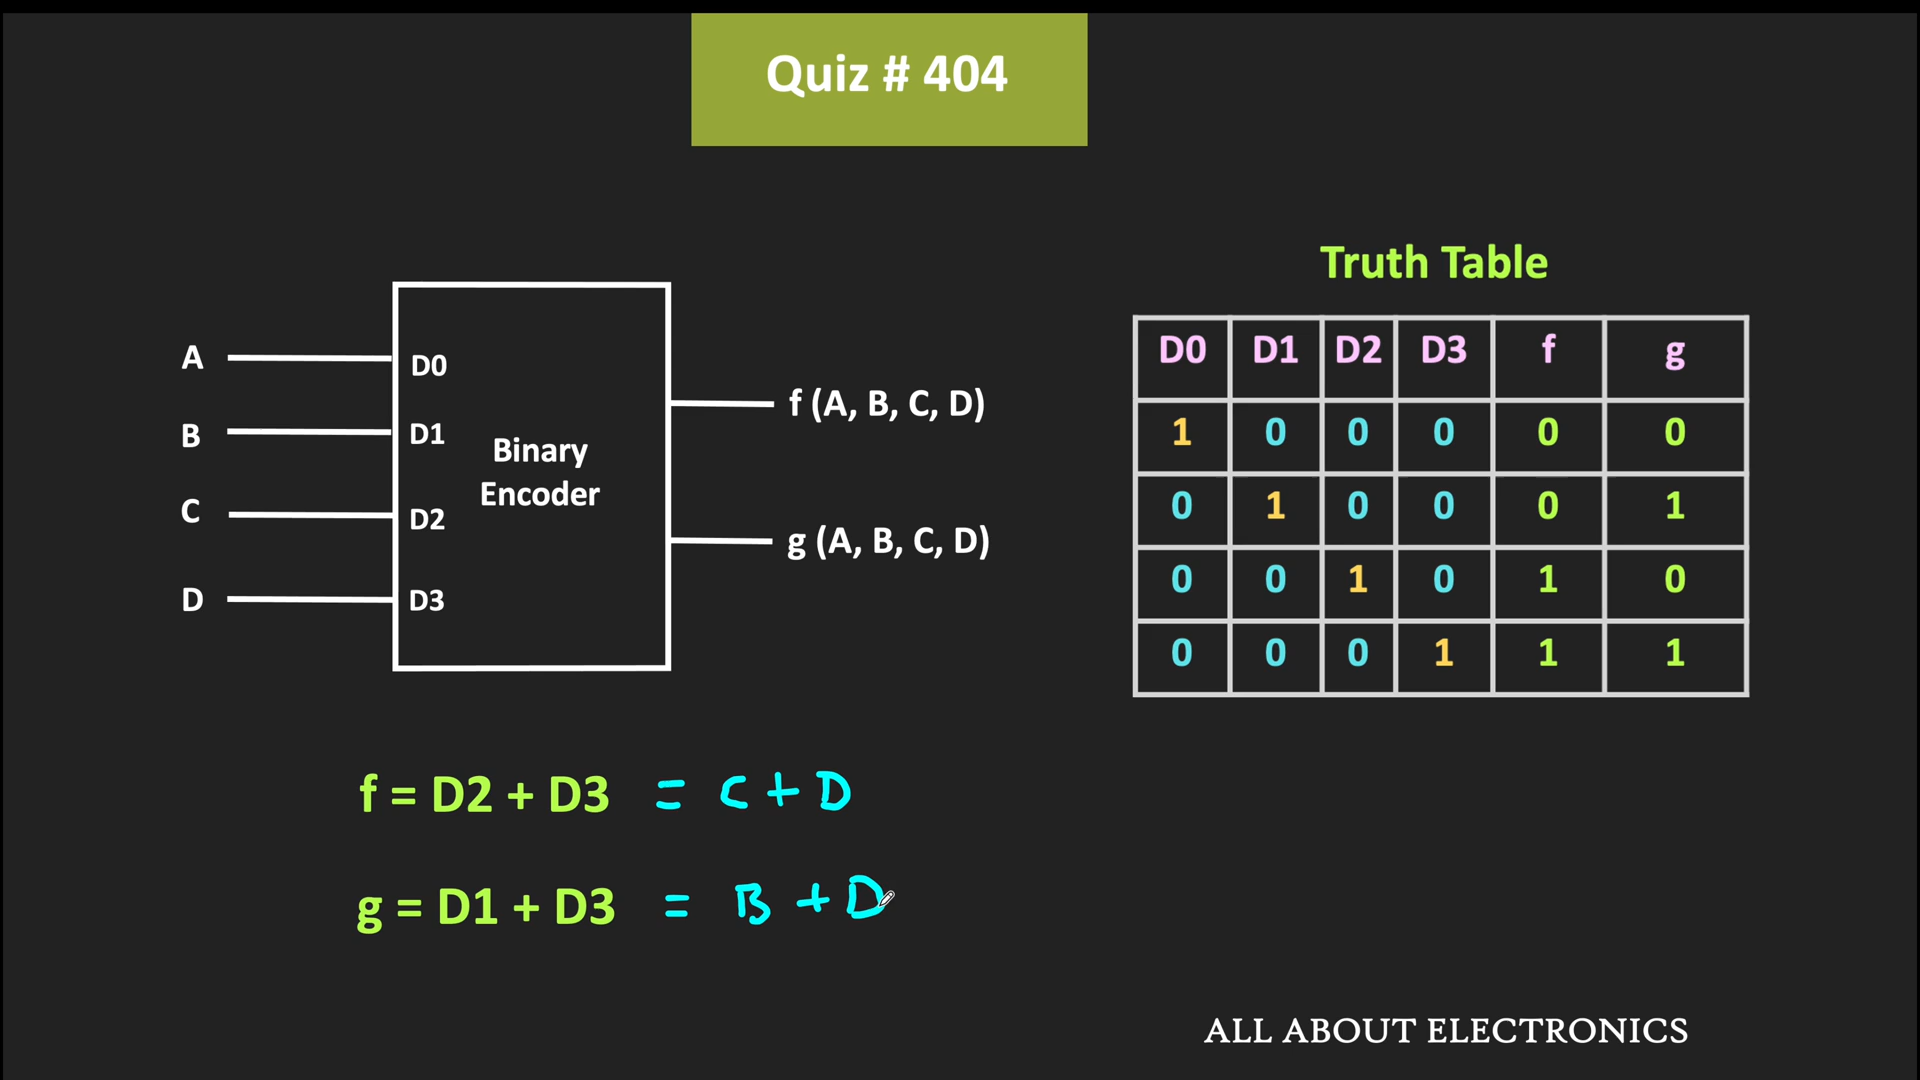 Quiz # 404
A
B
C
D
D0
D1
D2
D3
Binary
Encoder
f (A, B, C, D)
g (A, B, C, D)
Truth Table
D0 D1 D2 D3 f g
1 0 0 0 0 0
0 1 0 0 0 1
0 0 1 0 1 0
0 0 0 1 1 1
f = D2 + D3 = C + D
g = D1 + D3 = B + D
ALL ABOUT ELECTRONICS